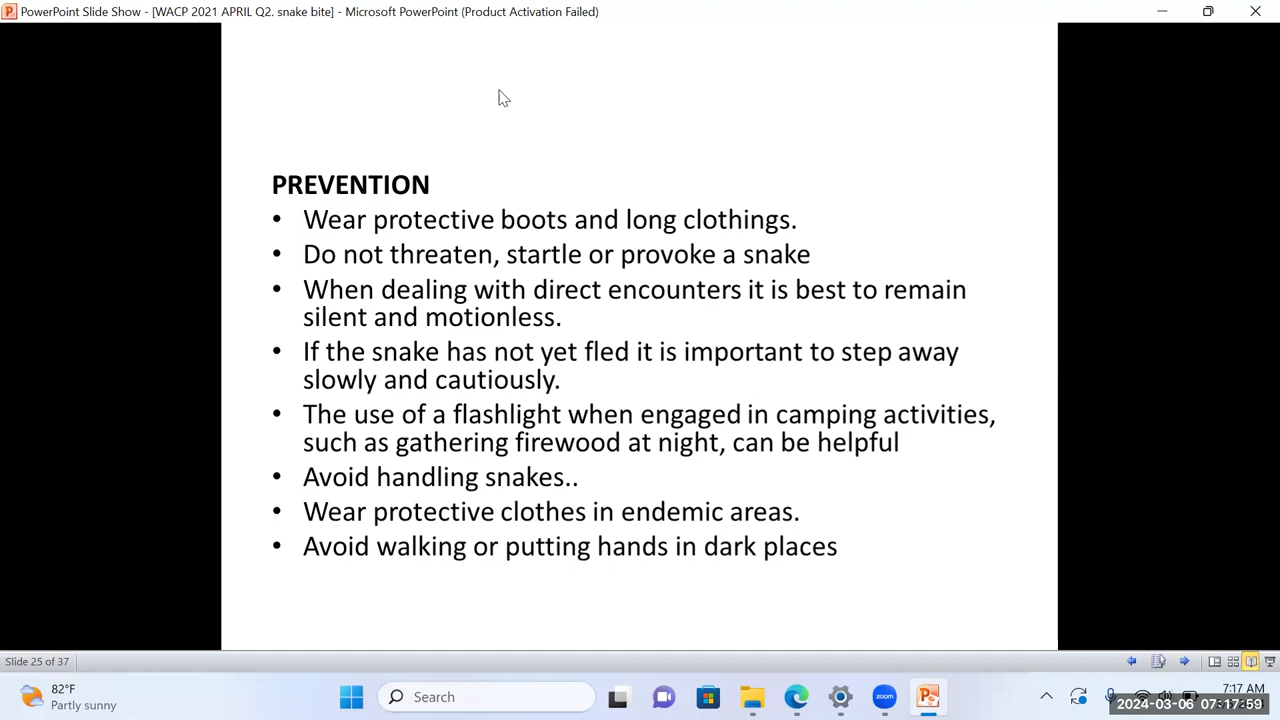 PowerPoint Slide Show - [WACP 2021 APRIL Q2. snake bite] - Microsoft PowerPoint (Product Activation Failed)
PREVENTION
• Wear protective boots and long clothings.
• Do not threaten, startle or provoke a snake
• When dealing with direct encounters it is best to remain
silent and motionless.
• If the snake has not yet fled it is important to step away
slowly and cautiously.
• The use of a flashlight when engaged in camping activities,
such as gathering firewood at night, can be helpful
• Avoid handling snakes..
• Wear protective clothes in endemic areas.
• Avoid walking or putting hands in dark places
Slide 25 of 37
82°F
Partly sunny
Search
zoom
7:17 AM
2024-03-06 07:17:59